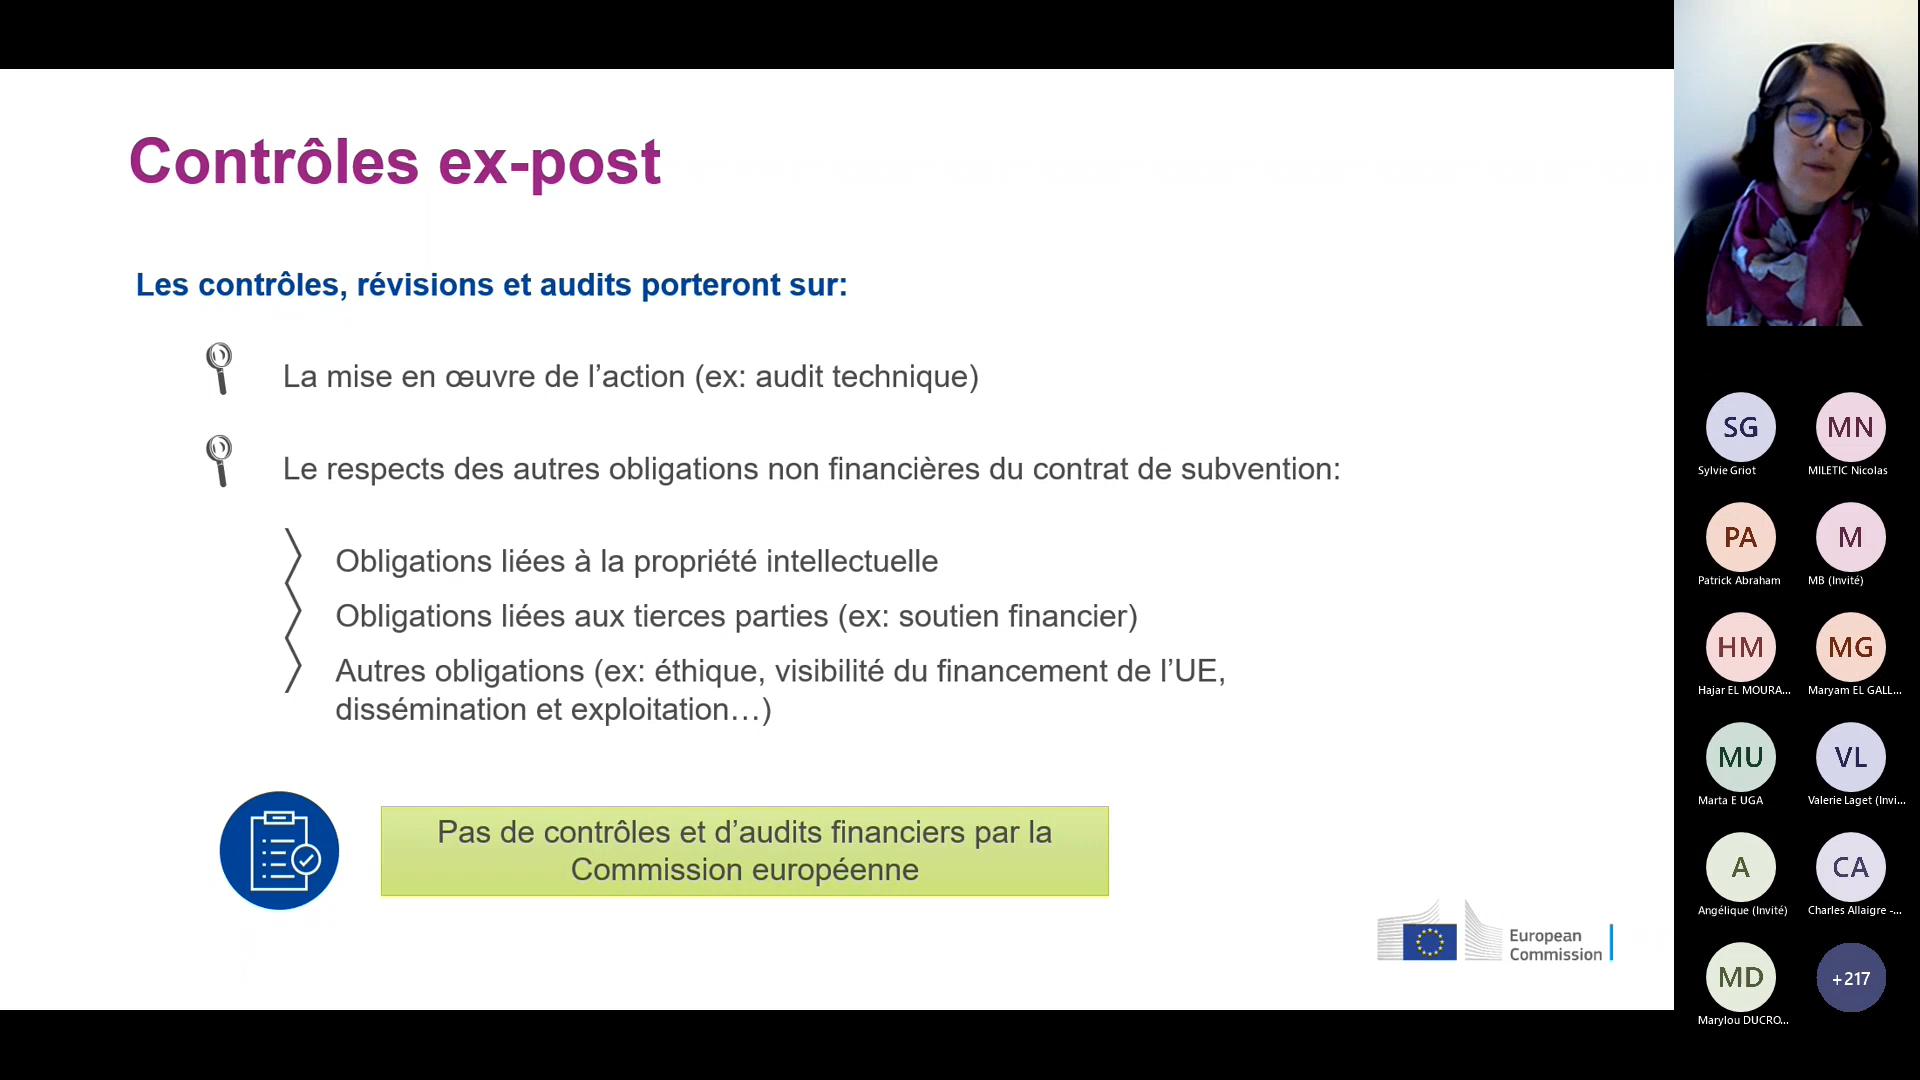 Contrôles ex-post
Les contrôles, révisions et audits porteront sur:
La mise en œuvre de l’action (ex: audit technique)
Le respects des autres obligations non financières du contrat de subvention:
Obligations liées à la propriété intellectuelle
Obligations liées aux tierces parties (ex: soutien financier)
Autres obligations (ex: éthique, visibilité du financement de l’UE,
dissémination et exploitation…)
Pas de contrôles et d’audits financiers par la
Commission européenne
European
Commission
SG
Sylvie Griot
MN
MILETIC Nicolas
PA
Patrick Abraham
M
MB (Invité)
HM
Hajar EL MOURA...
MG
Maryam EL GALL...
MU
Marta E UGA
VL
Valerie Laget (Invi...
A
Angélique (Invité)
CA
Charles Allaigre -...
MD
Marylou DUCRO...
+217